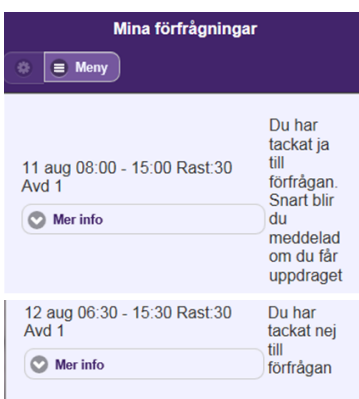 Mina förfrågningar
Meny
11 aug 08:00 - 15:00 Rast:30
Avd 1
Mer info
Du har
tackat ja
till
förfrågan.
Snart blir
du
meddelad
om du får
uppdraget
12 aug 06:30 - 15:30 Rast:30
Avd 1
Mer info
Du har
tackat nej
till
förfrågan